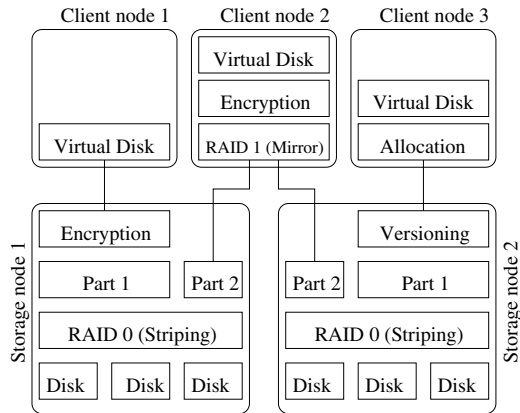 Client node 1
Client node 2
Client node 3
Virtual Disk
Virtual Disk
Encryption
RAID 1 (Mirror)
Virtual Disk
Allocation
Storage node 1
Encryption
Part 1
Part 2
RAID 0 (Striping)
Disk
Disk
Disk
Storage node 2
Versioning
Part 2
Part 1
RAID 0 (Striping)
Disk
Disk
Disk